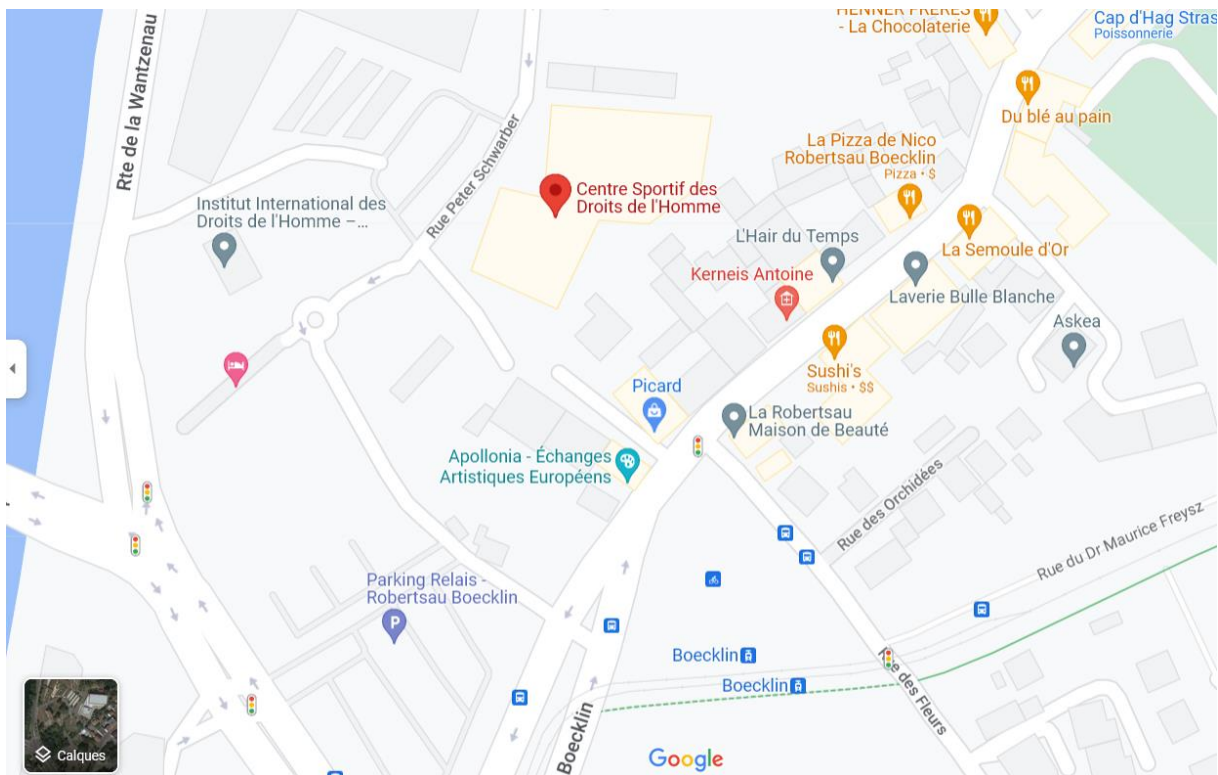 HENNER FRERES
- La Chocolaterie
Cap d'Hag Stras
Poissonnerie
Rte de la Wantzenau
Du blé au pain
Rue Peter Schwarber
La Pizza de Nico
Robertsau Boecklin
Pizza • $
Centre Sportif des
Droits de l'Homme
Institut International des
Droits de l'Homme – ...
L'Hair du Temps
La Semoule d'Or
Kerneis Antoine
Laverie Bulle Blanche
Askea
Sushi's
Sushis • $$
Picard
La Robertsau
Maison de Beauté
Apollonia - Échanges
Artistiques Européens
Rue des Orchidées
Rue du Dr Maurice Freysz
Parking Relais -
Robertsau Boecklin
P
Boecklin
Boecklin
Rue des Fleurs
Boecklin
Calques
Google